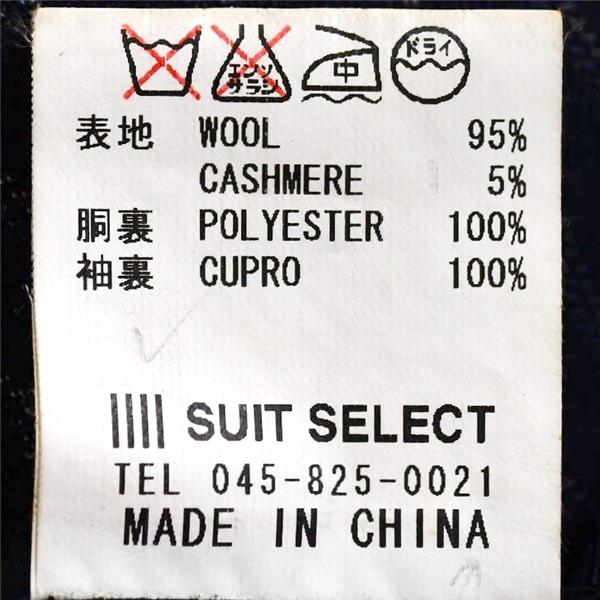 エンソ サラシ 中 ドライ
表地 WOOL 95%
CASHMERE 5%
胴裏 POLYESTER 100%
袖裏 CUPRO 100%
SUIT SELECT
TEL 045-825-0021
MADE IN CHINA